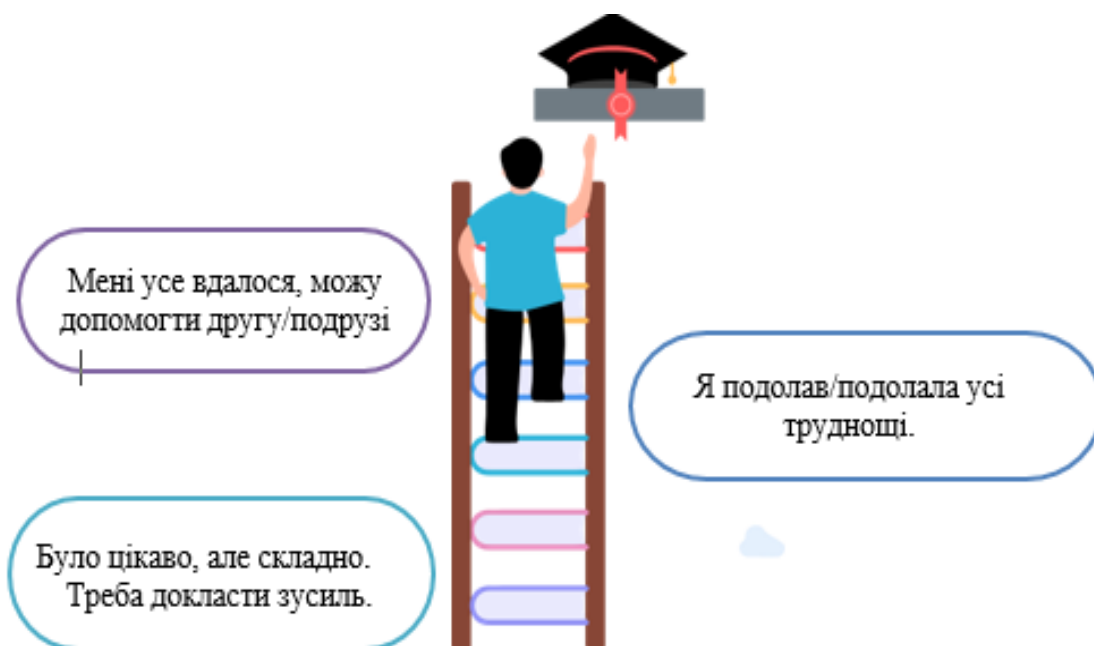 Мені усе вдалося, можу
допомогти другу/подрузі
Я подолав/подолала усі
труднощі.
Було цікаво, але складно.
Треба докласти зусиль.